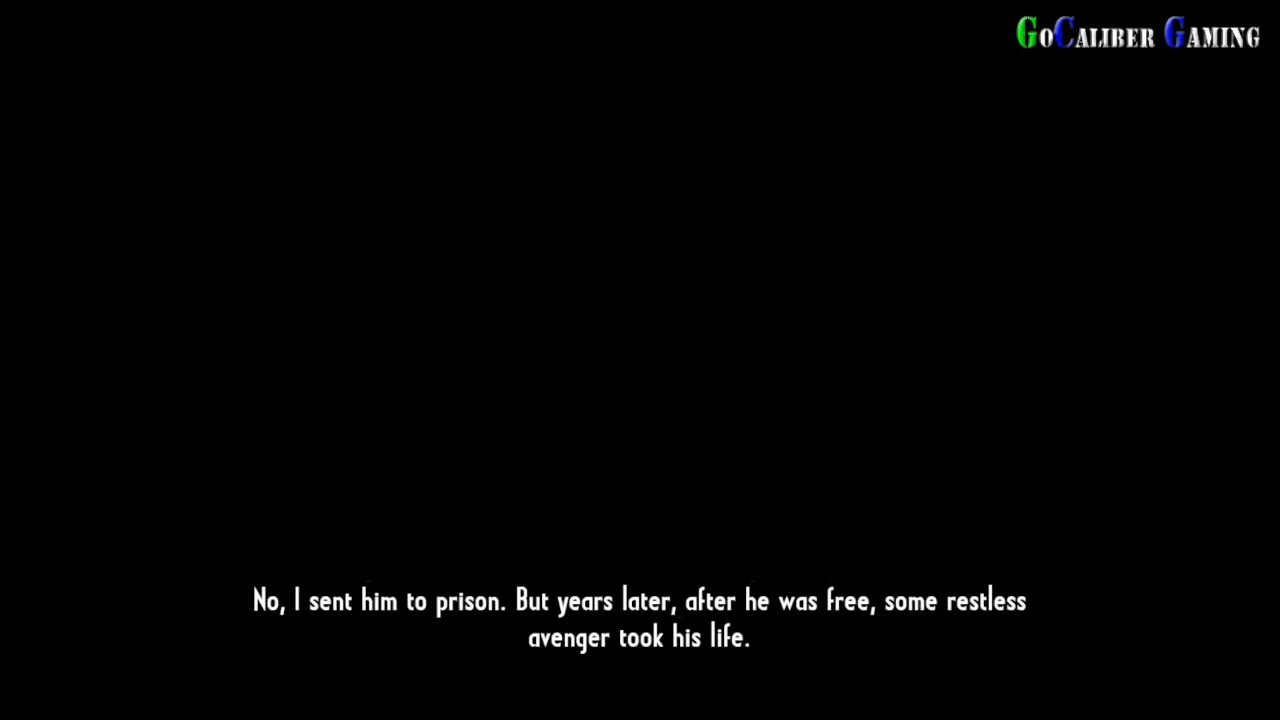 GoCaliber Gaming
No, I sent him to prison. But years later, after he was free, some restless
avenger took his life.